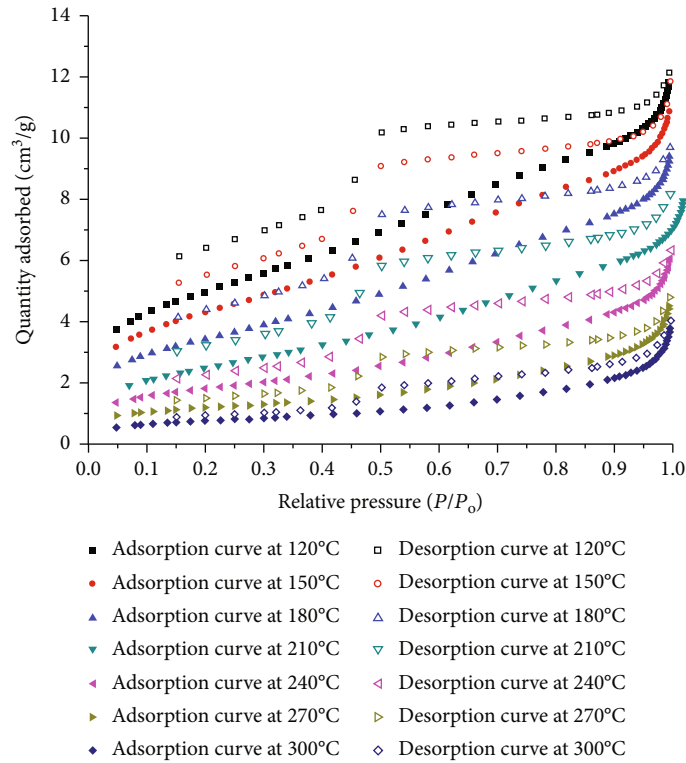 14
12
10
8
6
4
2
0
Quantity adsorbed (cm³/g)
0.0 0.1 0.2 0.3 0.4 0.5 0.6 0.7 0.8 0.9 1.0
Relative pressure (P/Pₒ)
Adsorption curve at 120°C Desorption curve at 120°C
Adsorption curve at 150°C Desorption curve at 150°C
Adsorption curve at 180°C Desorption curve at 180°C
Adsorption curve at 210°C Desorption curve at 210°C
Adsorption curve at 240°C Desorption curve at 240°C
Adsorption curve at 270°C Desorption curve at 270°C
Adsorption curve at 300°C Desorption curve at 300°C